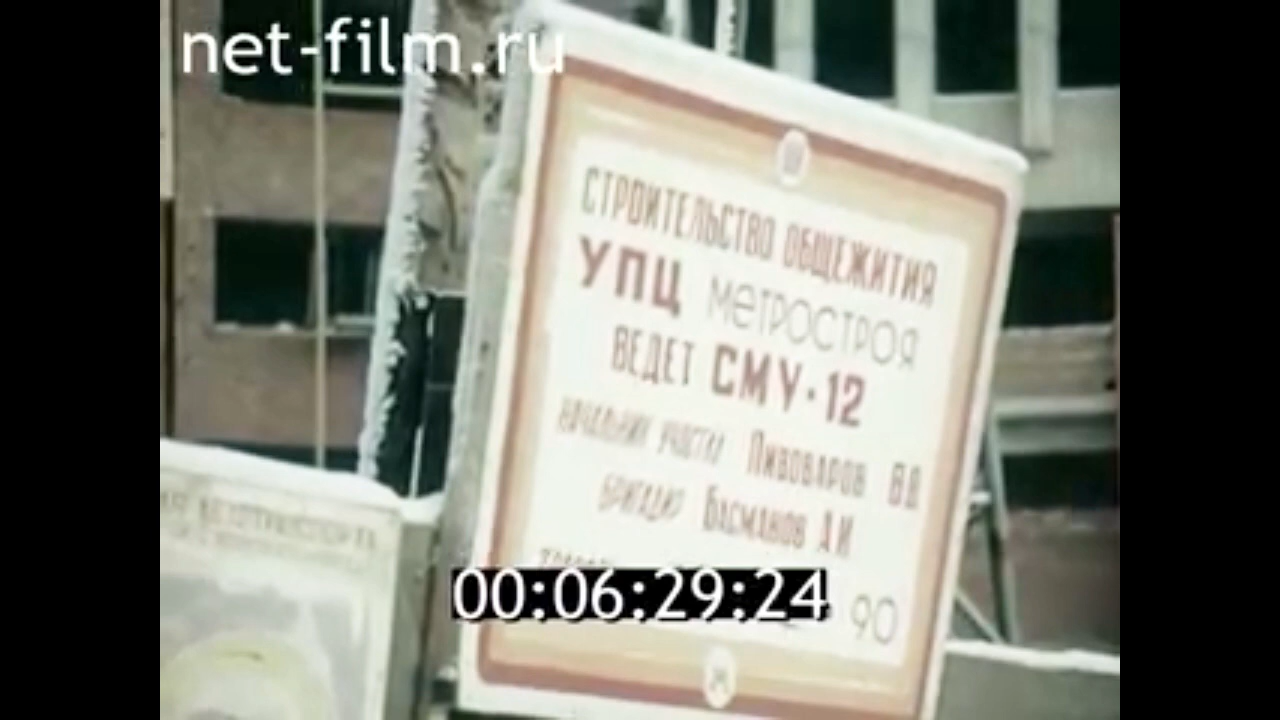 net-film.ru
СТРОИТЕЛЬСТВО ОБЩЕЖИТИЯ
УПЦ МЕТРОСТРОЯ
ВЕДЕТ СМУ-12
НАЧАЛЬНИК УЧАСТКА ПИВОВАРОВ В.В
БРИГАДИР БАСМАНОВ А.И
90
00:06:29:24